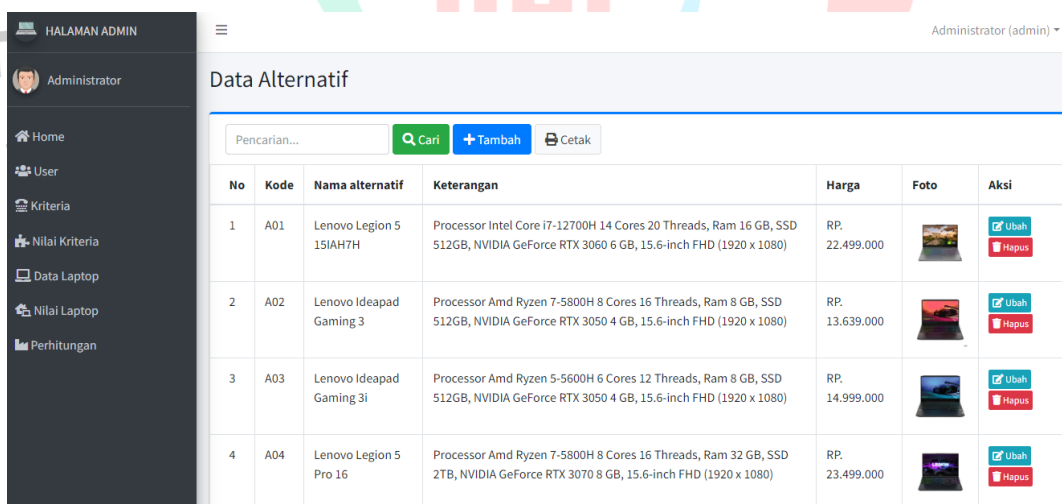 HALAMAN ADMIN
Administrator (admin)
Administrator
Data Alternatif
Home
User
Kriteria
Nilai Kriteria
Data Laptop
Nilai Laptop
Perhitungan
Pencarian... Cari Tambah Cetak
No Kode Nama alternatif Keterangan Harga Foto Aksi
1 A01 Lenovo Legion 5 Processor Intel Core i7-12700H 14 Cores 20 Threads, Ram 16 GB, SSD RP. Ubah
15IAH7H 512GB, NVIDIA GeForce RTX 3060 6 GB, 15.6-inch FHD (1920 x 1080) 22.499.000 Hapus
2 A02 Lenovo Ideapad Processor Amd Ryzen 7-5800H 8 Cores 16 Threads, Ram 8 GB, SSD RP. Ubah
Gaming 3 512GB, NVIDIA GeForce RTX 3050 4 GB, 15.6-inch FHD (1920 x 1080) 13.639.000 Hapus
3 A03 Lenovo Ideapad Processor Amd Ryzen 5-5600H 6 Cores 12 Threads, Ram 8 GB, SSD RP. Ubah
Gaming 3i 512GB, NVIDIA GeForce RTX 3050 4 GB, 15.6-inch FHD (1920 x 1080) 14.999.000 Hapus
4 A04 Lenovo Legion 5 Processor Amd Ryzen 7-5800H 8 Cores 16 Threads, Ram 32 GB, SSD RP. Ubah
Pro 16 2TB, NVIDIA GeForce RTX 3070 8 GB, 15.6-inch FHD (1920 x 1080) 23.499.000 Hapus